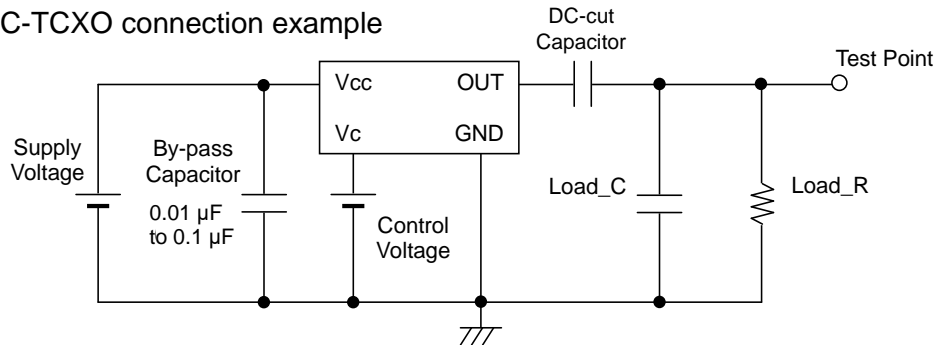 C-TCXO connection example
DC-cut
Capacitor
Test Point
Vcc
OUT
Vc
GND
Supply
Voltage
By-pass
Capacitor
0.01 µF
to 0.1 µF
Control
Voltage
Load_C
Load_R